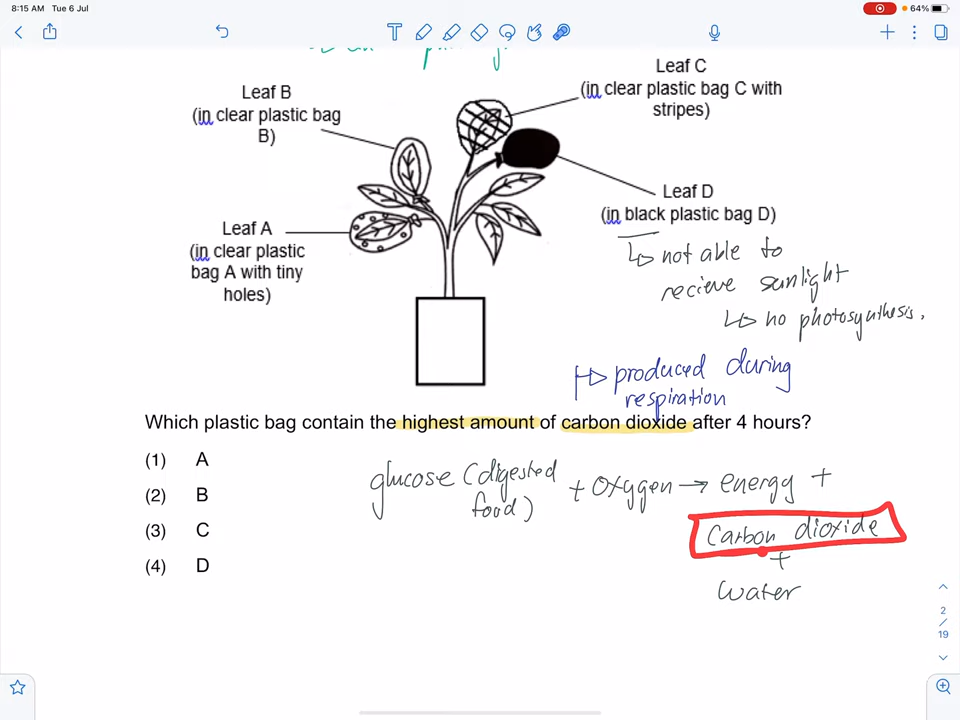 8:15 AM Tue 6 Jul
64%
Leaf B
(in clear plastic bag
B)
Leaf C
(in clear plastic bag C with
stripes)
Leaf D
(in black plastic bag D)
Leaf A
(in clear plastic
bag A with tiny
holes)
not able to
recieve sunlight
no photosynthesis.
produced during
respiration
Which plastic bag contain the highest amount of carbon dioxide after 4 hours?
(1) A
(2) B
(3) C
(4) D
glucose (digested
food) + oxygen → energy +
carbon dioxide
+
water
2
/
19